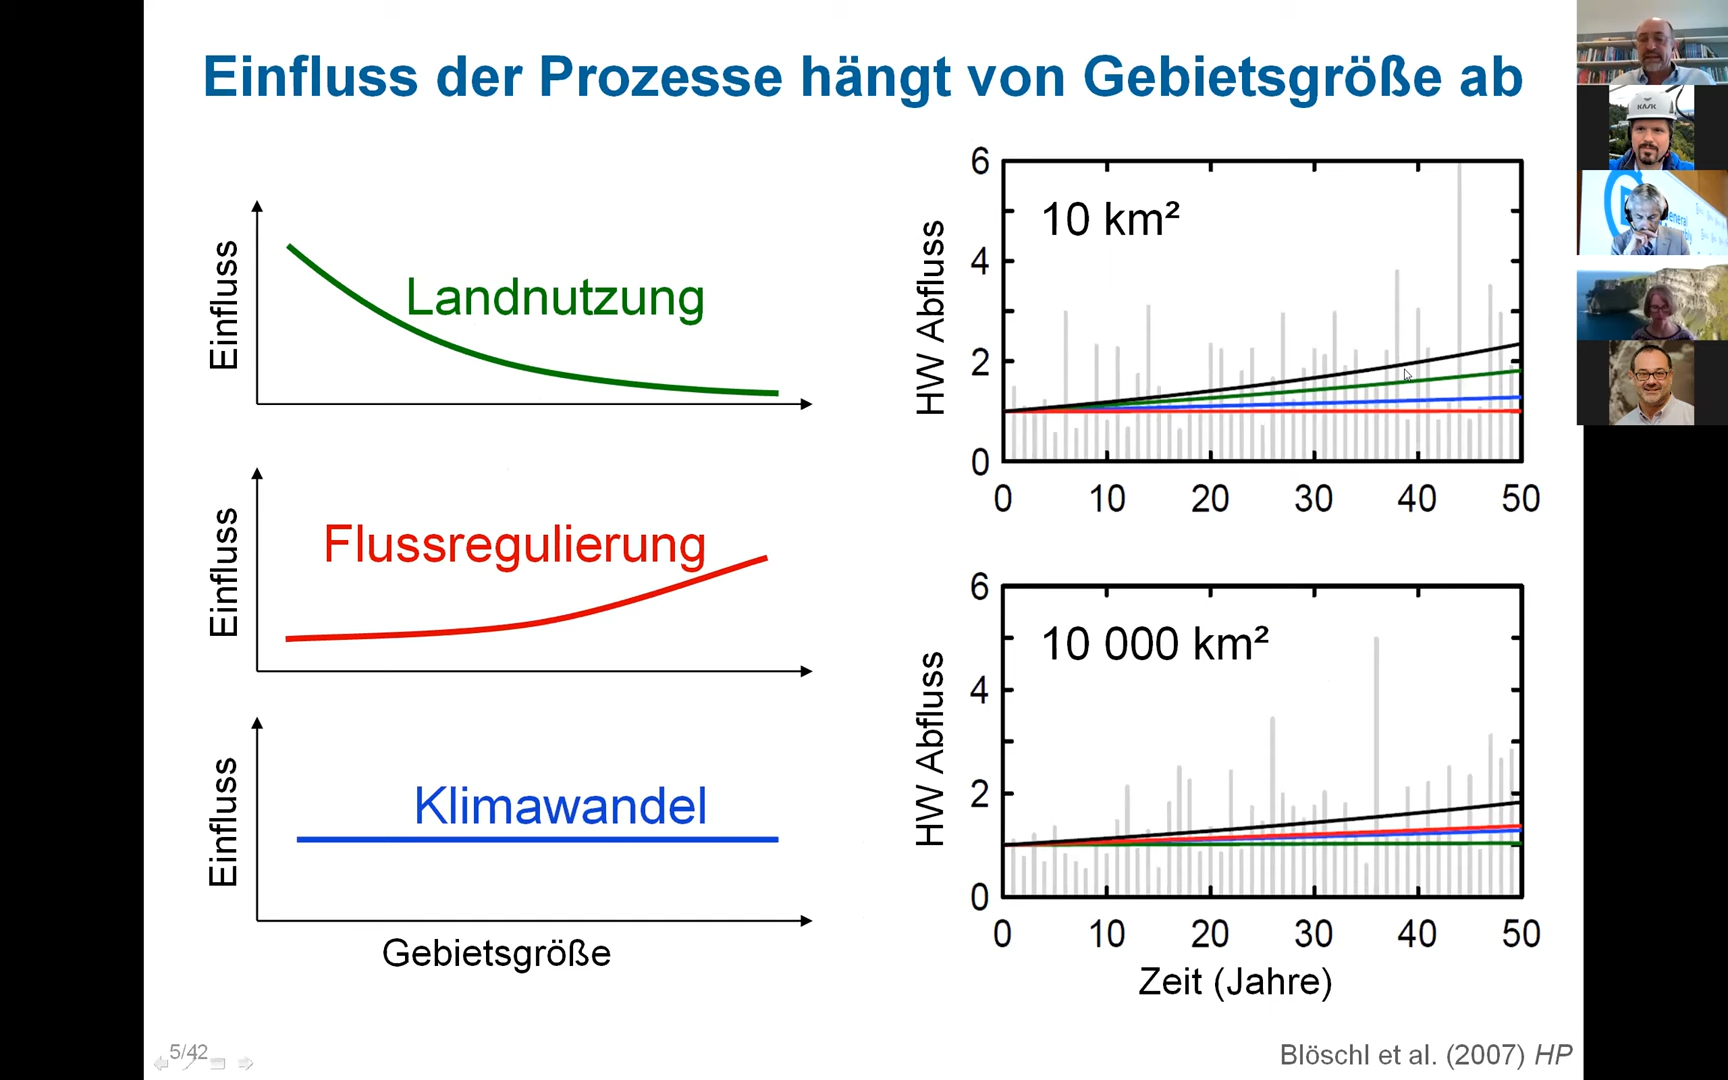 Einfluss der Prozesse hängt von Gebietsgröße ab
Einfluss
Landnutzung
Einfluss
Flussregulierung
Einfluss
Klimawandel
Gebietsgröße
HW Abfluss
6
4
2
0
10 km²
0 10 20 30 40 50
HW Abfluss
6
4
2
0
10 000 km²
0 10 20 30 40 50
Zeit (Jahre)
5/42
Blöschl et al. (2007) HP
KASK